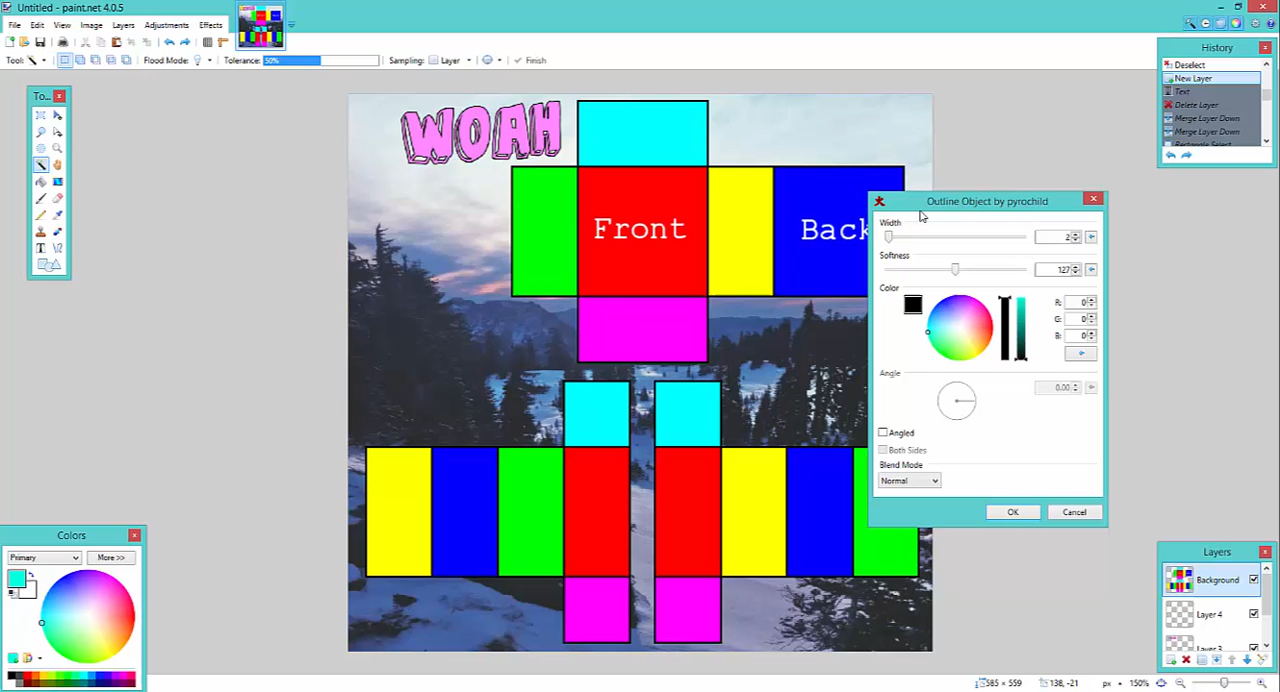 Untitled - paint.net 4.0.5
File Edit View Image Layers Adjustments Effects
Tool: Flood Mode: Tolerance: 50% Sampling: Layer Finish
To...
History
Deselect
New Layer
Text
Delete Layer
Merge Layer Down
Merge Layer Down
WOAH
Front
Back
Outline Object by pyrochild
Width
2
Softness
127
Color
R: 0
G: 0
B: 0
Angle
0.00
Angled
Both Sides
Blend Mode
Normal
OK Cancel
Colors
Primary More >>
Layers
Background
Layer 4
Layer 3
585 × 559 138, -21 px 150%